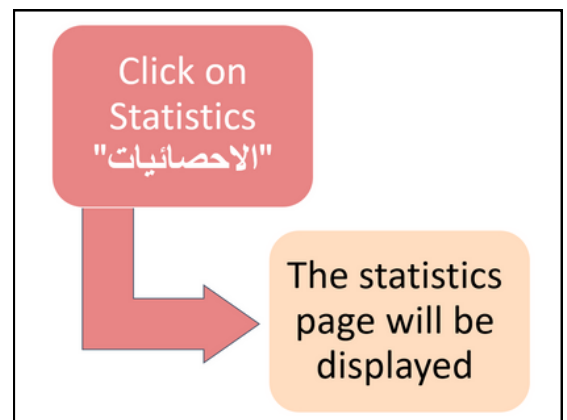 Click on
Statistics
"الاحصائيات"
The statistics
page will be
displayed